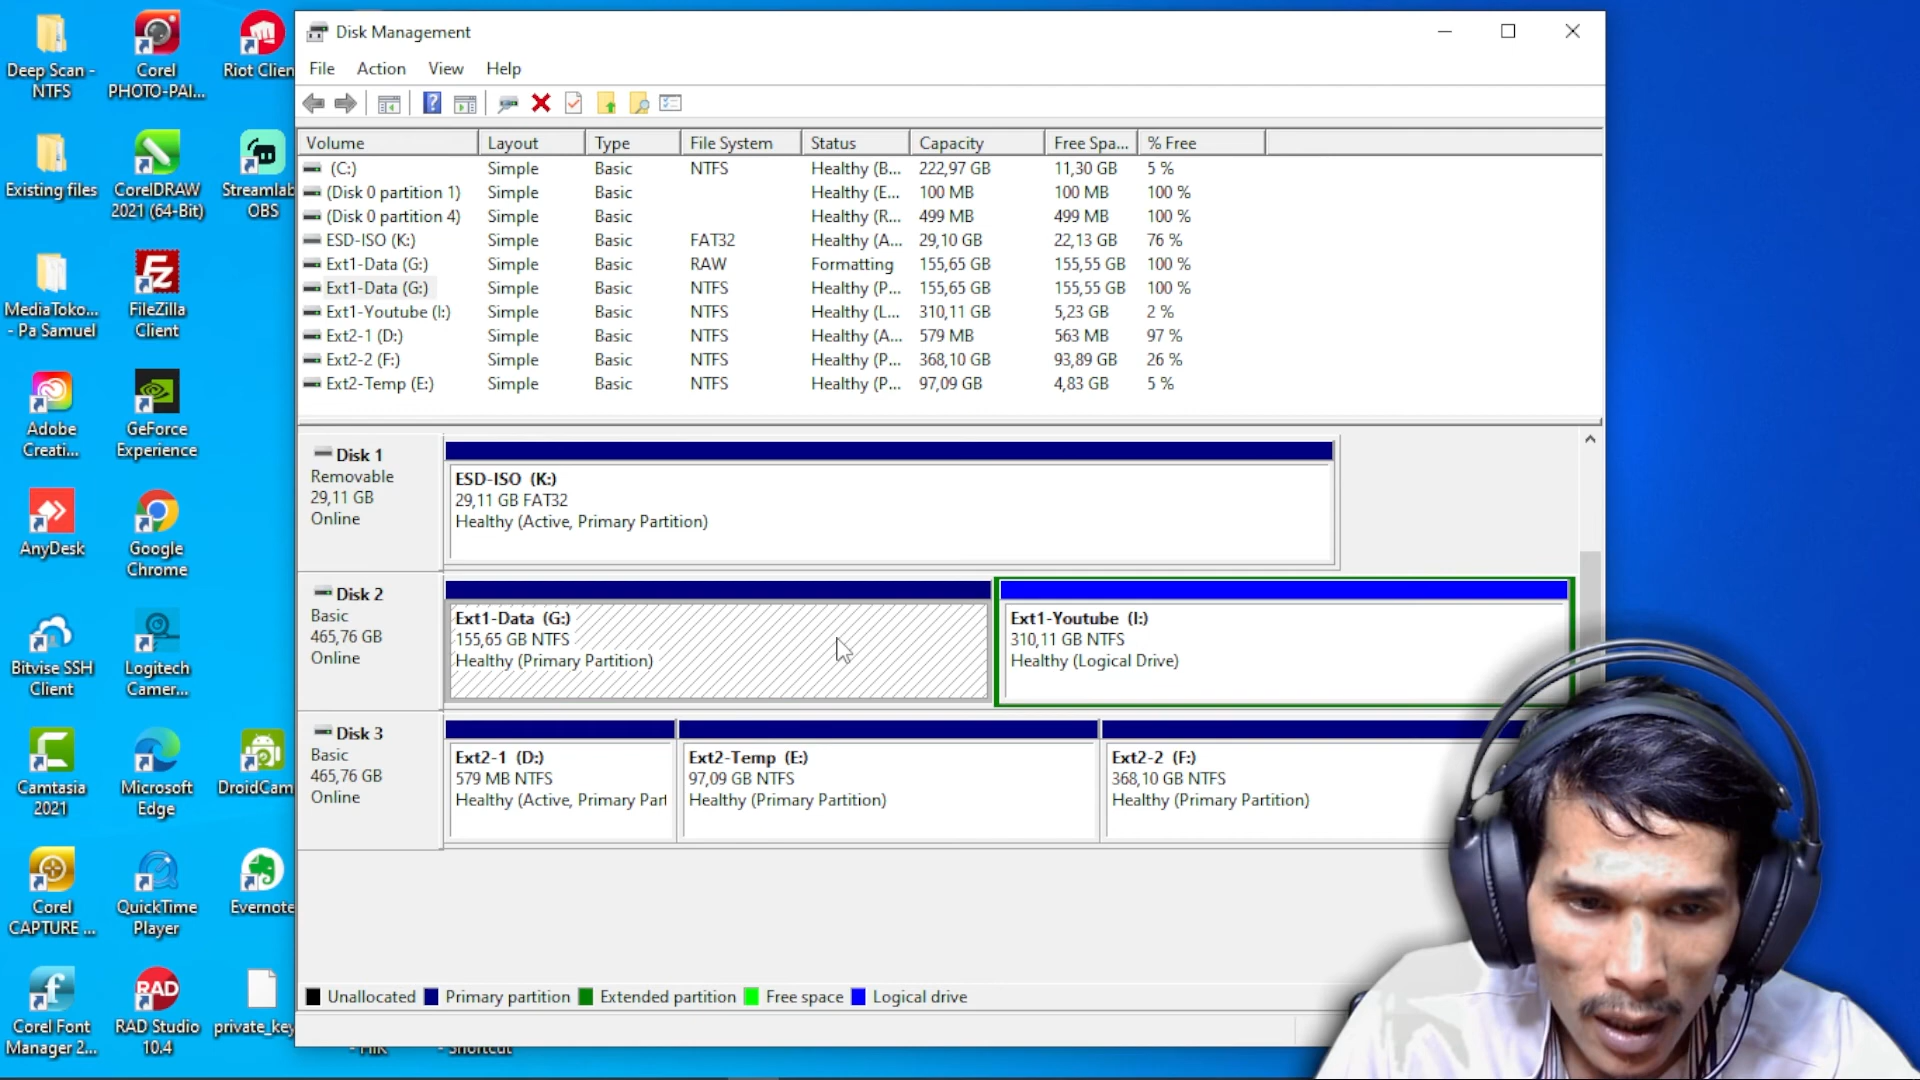 Disk Management
File Action View Help
Volume Layout Type File System Status Capacity Free Spa... % Free
(C:) Simple Basic NTFS Healthy (B... 222,97 GB 11,30 GB 5 %
(Disk 0 partition 1) Simple Basic Healthy (E... 100 MB 100 MB 100 %
(Disk 0 partition 4) Simple Basic Healthy (R... 499 MB 499 MB 100 %
ESD-ISO (K:) Simple Basic FAT32 Healthy (A... 29,10 GB 22,13 GB 76 %
Ext1-Data (G:) Simple Basic RAW Formatting 155,65 GB 155,55 GB 100 %
Ext1-Data (G:) Simple Basic NTFS Healthy (P... 155,65 GB 155,55 GB 100 %
Ext1-Youtube (I:) Simple Basic NTFS Healthy (L... 310,11 GB 5,23 GB 2 %
Ext2-1 (D:) Simple Basic NTFS Healthy (A... 579 MB 563 MB 97 %
Ext2-2 (F:) Simple Basic NTFS Healthy (P... 368,10 GB 93,89 GB 26 %
Ext2-Temp (E:) Simple Basic NTFS Healthy (P... 97,09 GB 4,83 GB 5 %
Disk 1
Removable
29,11 GB
Online
ESD-ISO (K:)
29,11 GB FAT32
Healthy (Active, Primary Partition)
Disk 2
Basic
465,76 GB
Online
Ext1-Data (G:)
155,65 GB NTFS
Healthy (Primary Partition)
Ext1-Youtube (I:)
310,11 GB NTFS
Healthy (Logical Drive)
Disk 3
Basic
465,76 GB
Online
Ext2-1 (D:)
579 MB NTFS
Healthy (Active, Primary Part
Ext2-Temp (E:)
97,09 GB NTFS
Healthy (Primary Partition)
Ext2-2 (F:)
368,10 GB NTFS
Healthy (Primary Partition)
Unallocated Primary partition Extended partition Free space Logical drive
Deep Scan -
NTFS
Corel
PHOTO-PAI...
Riot Clien
Existing files
CorelDRAW
2021 (64-Bit)
Streamlab
OBS
MediaToko...
- Pa Samuel
FileZilla
Client
Adobe
Creati...
GeForce
Experience
AnyDesk
Google
Chrome
Bitvise SSH
Client
Logitech
Camer...
Camtasia
2021
Microsoft
Edge
DroidCam
Corel
CAPTURE ...
QuickTime
Player
Evernote
Corel Font
Manager 2...
RAD
RAD Studio
10.4
private_key